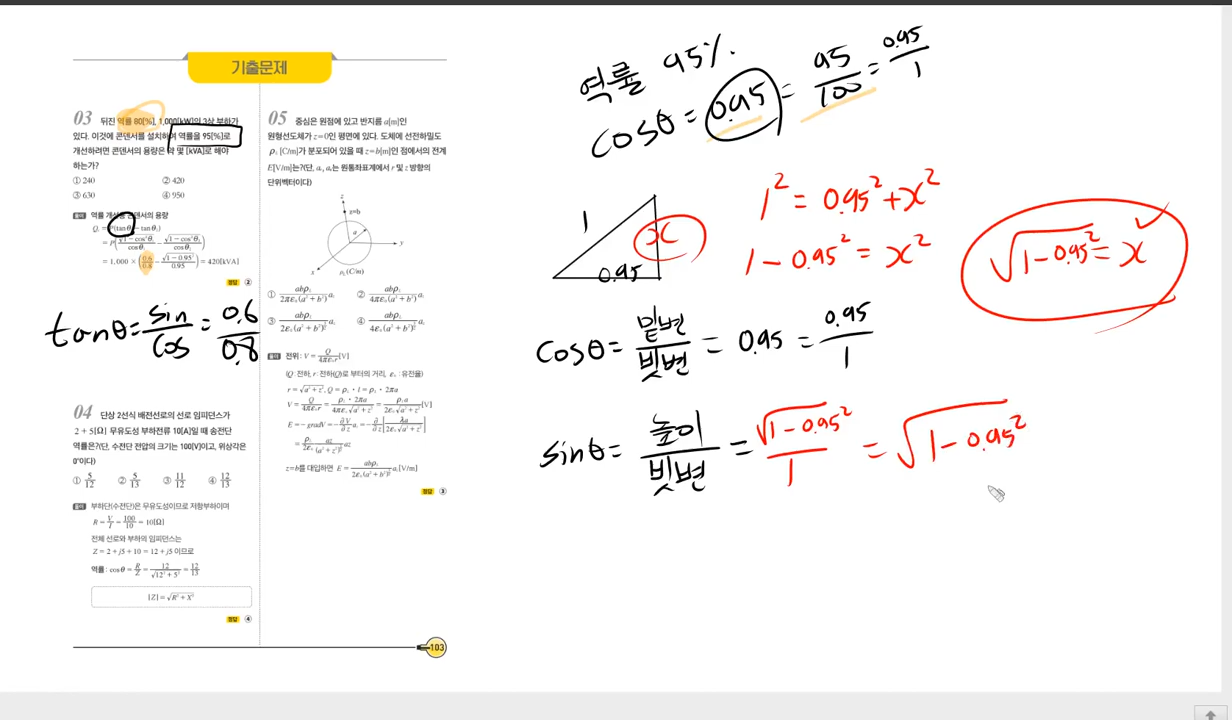 기출문제
03 뒤진 역률 80[%], 1,000[kW]의 3상 부하가
있다. 이것에 콘덴서를 설치하여 역률을 95[%]로
개선하려면 콘덴서의 용량은 약 몇 [kVA]로 해야
하는가?
① 240 ② 420
③ 630 ④ 950
풀이 역률 개선용 콘덴서의 용량
= 1,000 × (0.6/0.8 − √(1−0.95²)/0.95) = 420[kVA]
정답 ②
tanθ = sin/cos = 0.6/0.8
04 단상 2선식 배전선로의 선로 임피던스가
2+j5[Ω] 무유도성 부하전류 10[A]일 때 송전단
역률은?(단, 수전단 전압의 크기는 100[V]이고, 위상각은
0°이다)
① 5/12 ② 5/13 ③ 11/12 ④ 12/13
풀이 부하단(수전단)은 무유도성이므로 저항부하이며
R = V/I = 100/10 = 10[Ω]
전체 선로와 부하의 임피던스는
Z = 2 + j5 + 10 = 12 + j5 이므로
역률 : cosθ = R/Z = 12/√(12²+5²) = 12/13
|Z| = √(R²+X²)
정답 ④
05 중심은 원점에 있고 반지름 a[m]인
원형선도체가 z=0인 평면에 있다. 도체에 선전하밀도
ρL[C/m]가 분포되어 있을 때 z=b[m]인 점에서의 전계
E[V/m]는?(단, ar, az는 원통좌표계에서 r 및 z 방향의
단위벡터이다)
z
z=b
a
y
x
ρL(C/m)
풀이 전위 : V = Q/4πε₀r [V]
(Q : 전하, r : 전하(Q)로 부터의 거리, ε₀ : 유전율)
r = √(a²+z²), Q = ρL · l = ρL · 2πa
정답 ③
103
역률 95%.
cosθ = 0.95 = 95/100 = 0.95/1
1
x
0.95
1² = 0.95² + x²
1 − 0.95² = x²
√(1−0.95²) = x
cosθ = 밑변/빗변 = 0.95 = 0.95/1
sinθ = 높이/빗변 = √(1−0.95²)/1 = √(1−0.95²)